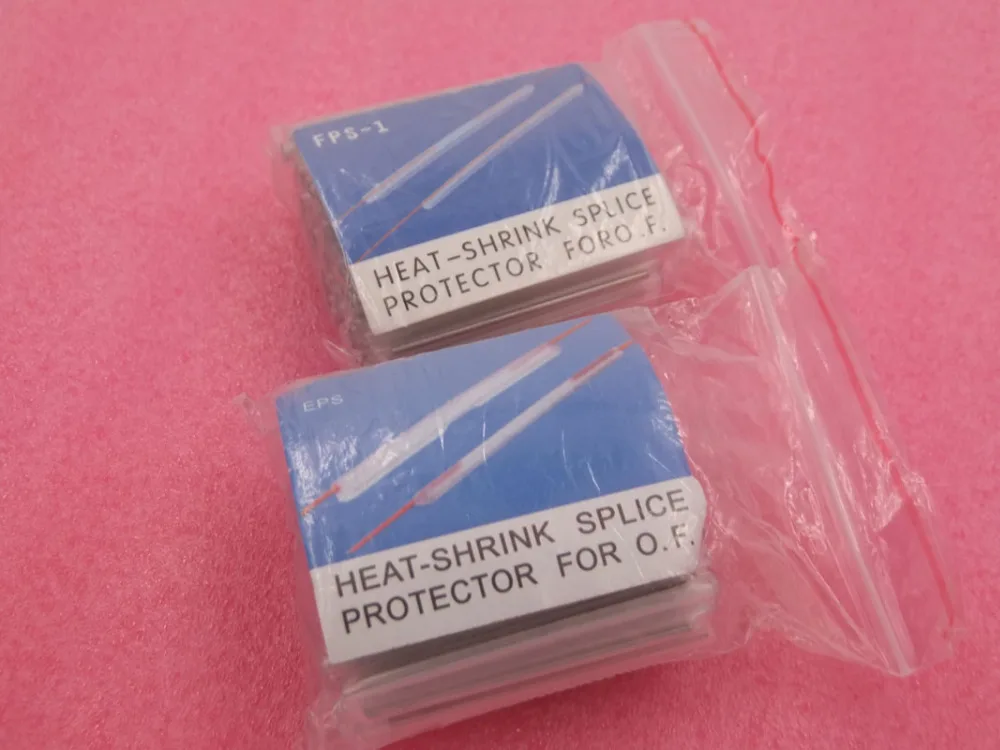 FPS-1
HEAT-SHRINK SPLICE
PROTECTOR FORO.F.
EPS
HEAT-SHRINK SPLICE
PROTECTOR FOR O.F.